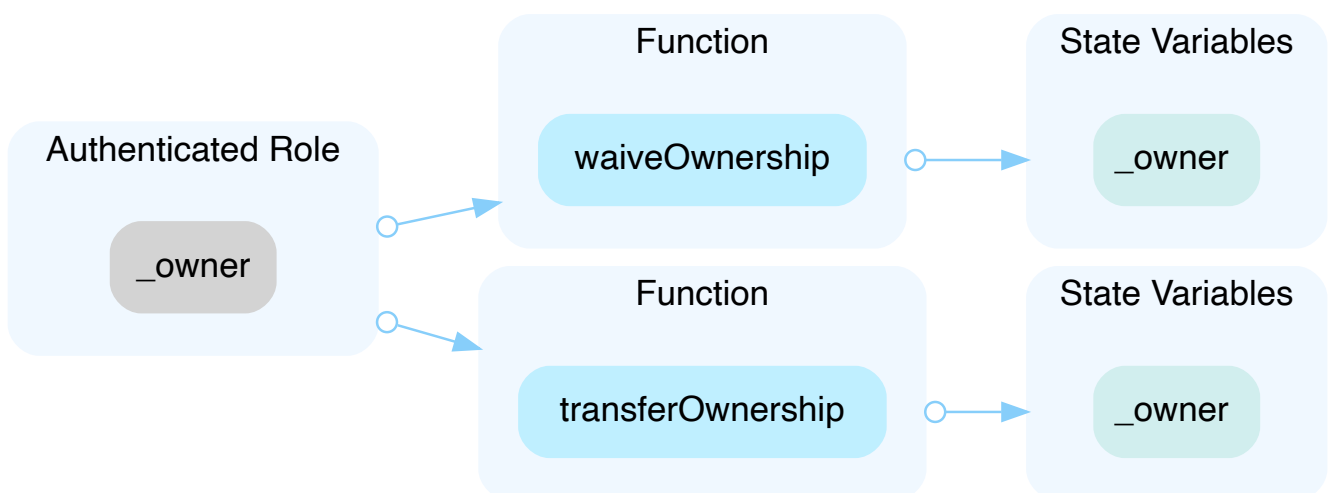 Authenticated Role
_owner
Function
waiveOwnership
State Variables
_owner
Function
transferOwnership
State Variables
_owner